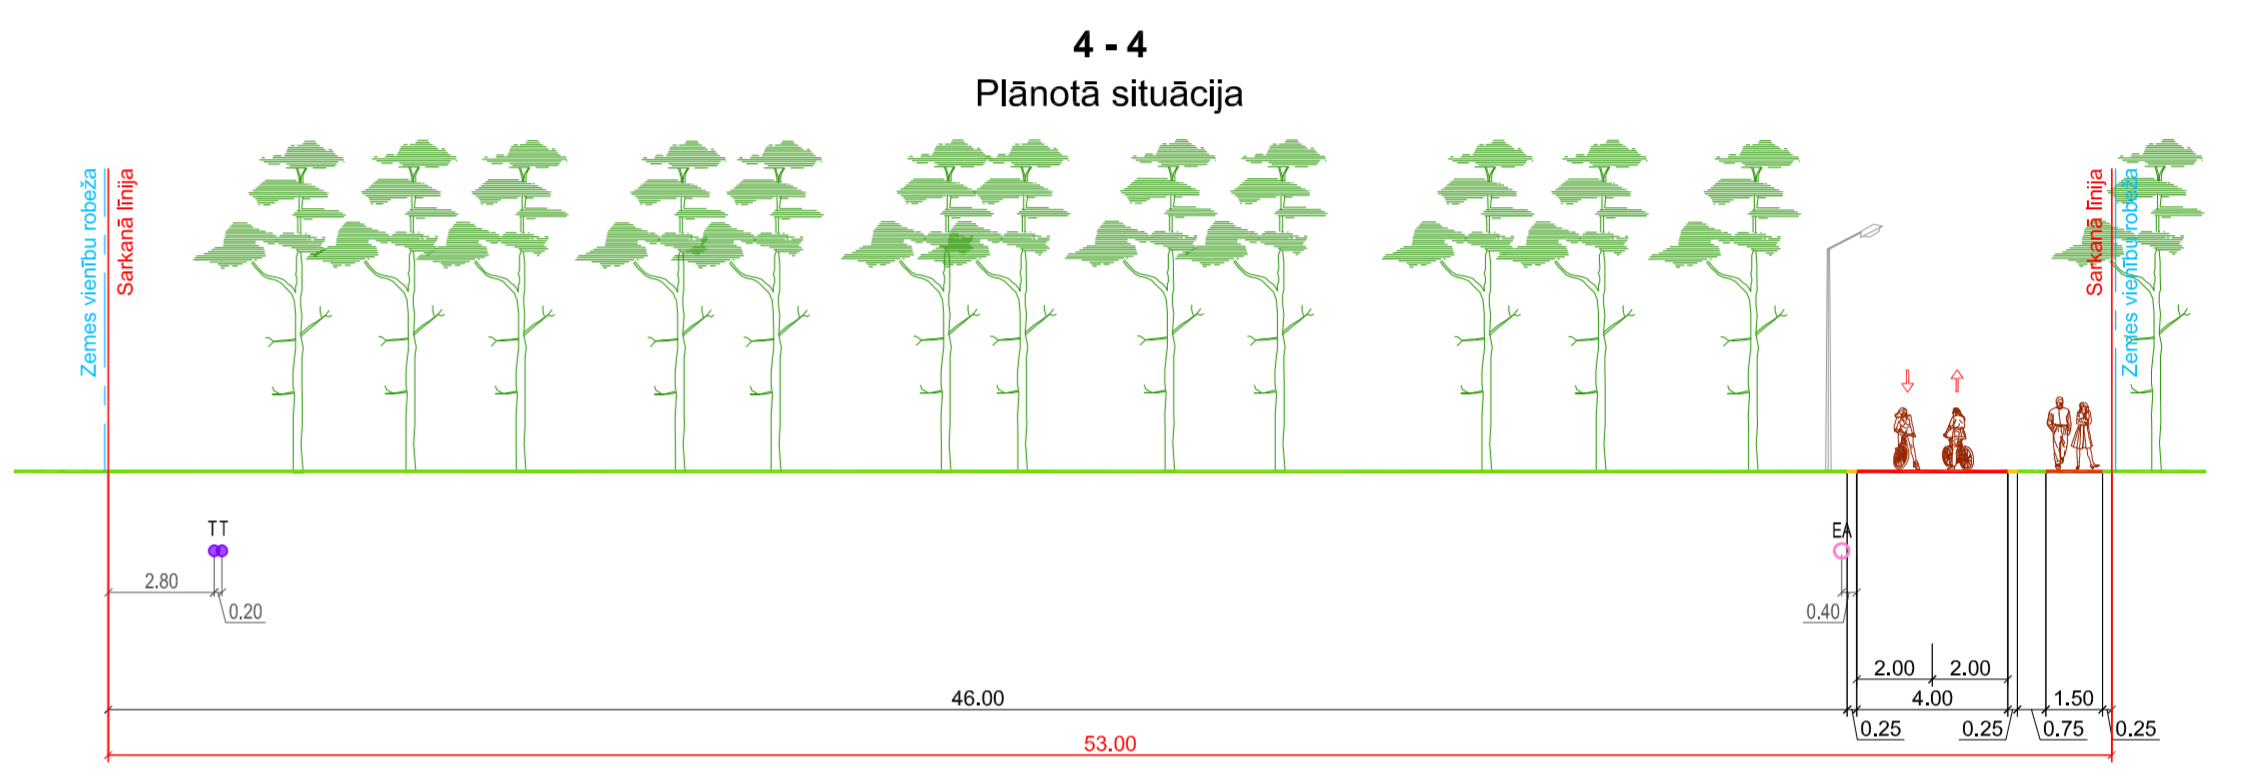 4 - 4
Plānotā situācija
Zemes vienību robeža
Sarkanā līnija
Sarkanā līnija
Zemes vienību robeža
TT
EA
2.80
0.20
0.40
2.00
2.00
46.00
4.00
1.50
0.25
0.25
0.75
0.25
53.00